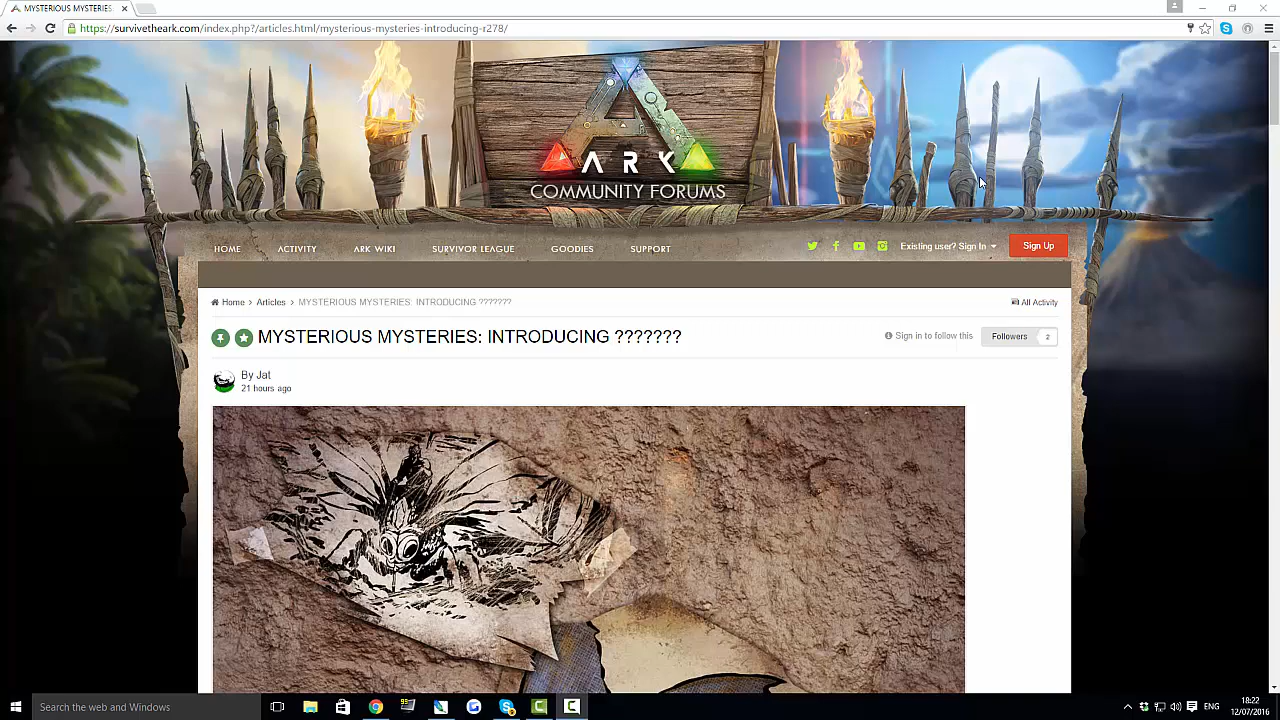 MYSTERIOUS MYSTERIES:
https://survivetheark.com/index.php?/articles.html/mysterious-mysteries-introducing-r278/
ARK
COMMUNITY FORUMS
HOME ACTIVITY ARK WIKI SURVIVOR LEAGUE GOODIES SUPPORT Existing user? Sign In Sign Up
Home > Articles > MYSTERIOUS MYSTERIES: INTRODUCING ??????? All Activity
MYSTERIOUS MYSTERIES: INTRODUCING ??????? Sign in to follow this Followers 2
By Jat
21 hours ago
Search the web and Windows
ENG
18:22
12/07/2016